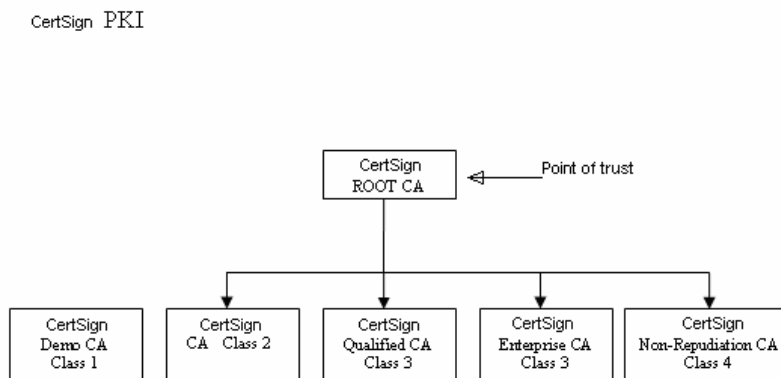 CertSign PKI
CertSign
ROOT CA
Point of trust
CertSign
Demo CA
Class 1
CertSign
CA Class 2
CertSign
Qualified CA
Class 3
CertSign
Enterprise CA
Class 3
CertSign
Non-Repudiation CA
Class 4